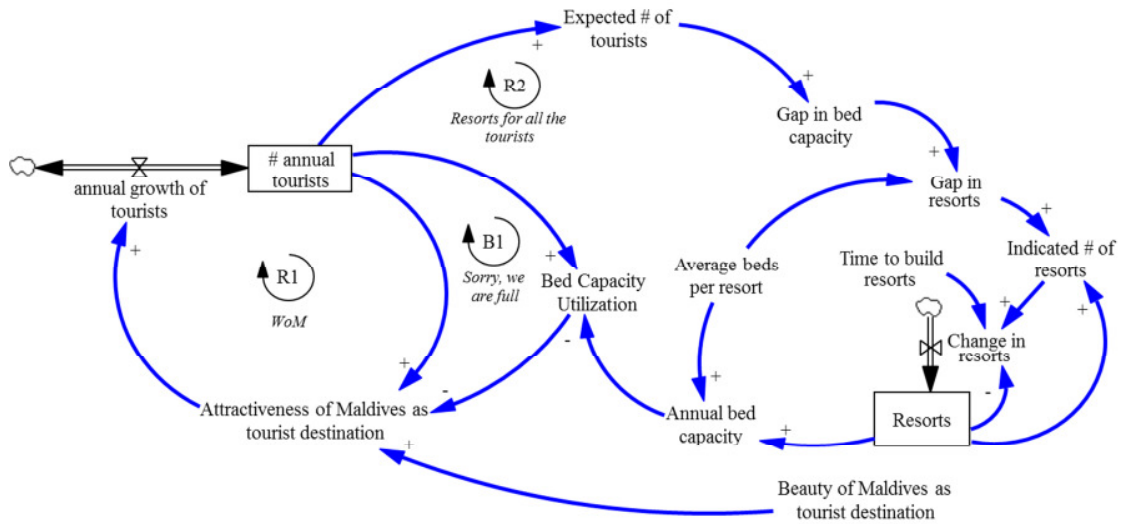 Expected # of
tourists
+
R2
Resorts for all the
tourists
+
Gap in bed
capacity
# annual
tourists
+
Gap in
resorts
annual growth of
tourists
+
+
B1
Sorry, we
are full
+
R1
WoM
Bed Capacity
Utilization
Average beds
per resort
Time to build
resorts
Indicated # of
resorts
+
+
Change in
resorts
-
+
-
+
-
Attractiveness of Maldives as
tourist destination
Annual bed
capacity
+
Resorts
+
Beauty of Maldives as
tourist destination